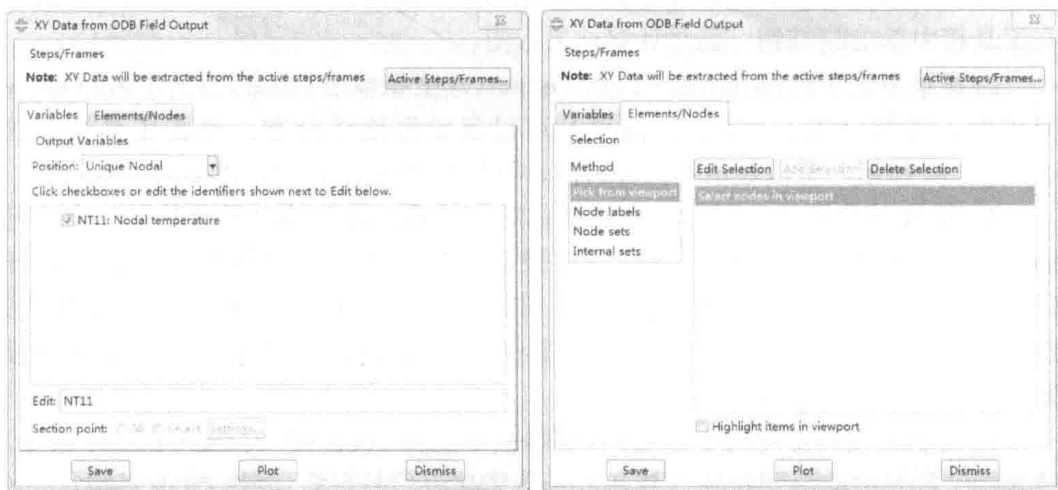 XY Data from ODB Field Output
Steps/Frames
Note: XY Data will be extracted from the active steps/frames
Active Steps/Frames...
Variables
Elements/Nodes
Output Variables
Position: Unique Nodal
Click checkboxes or edit the identifiers shown next to Edit below.
NT11: Nodal temperature
Edit: NT11
Section point:
Settings...
Save
Plot
Dismiss
XY Data from ODB Field Output
Steps/Frames
Note: XY Data will be extracted from the active steps/frames
Active Steps/Frames...
Variables
Elements/Nodes
Selection
Method
Edit Selection
Add Selection
Delete Selection
Pick from viewport
Select nodes in viewport
Node labels
Node sets
Internal sets
Highlight items in viewport
Save
Plot
Dismiss